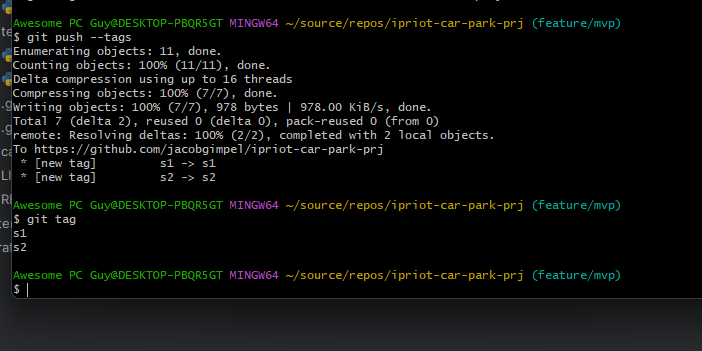 Awesome PC Guy@DESKTOP-PBQR5GT MINGW64 ~/source/repos/ipriot-car-park-prj (feature/mvp)
$ git push --tags
Enumerating objects: 11, done.
Counting objects: 100% (11/11), done.
Delta compression using up to 16 threads
Compressing objects: 100% (7/7), done.
Writing objects: 100% (7/7), 978 bytes | 978.00 KiB/s, done.
Total 7 (delta 2), reused 0 (delta 0), pack-reused 0 (from 0)
remote: Resolving deltas: 100% (2/2), completed with 2 local objects.
To https://github.com/jacobgimpel/ipriot-car-park-prj
 * [new tag]         s1 -> s1
 * [new tag]         s2 -> s2
Awesome PC Guy@DESKTOP-PBQR5GT MINGW64 ~/source/repos/ipriot-car-park-prj (feature/mvp)
$ git tag
s1
s2
Awesome PC Guy@DESKTOP-PBQR5GT MINGW64 ~/source/repos/ipriot-car-park-prj (feature/mvp)
$